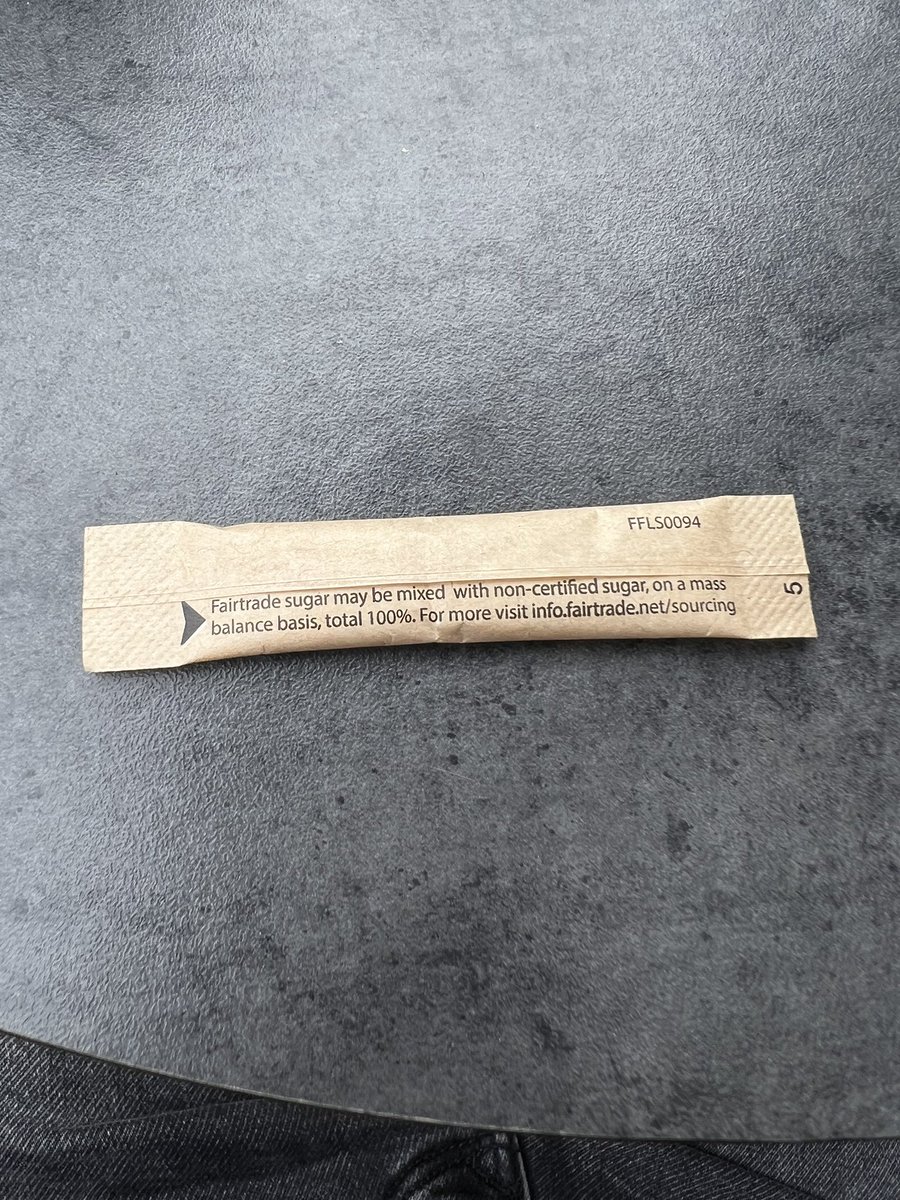 FFLS0094
Fairtrade sugar may be mixed with non-certified sugar, on a mass
balance basis, total 100%. For more visit info.fairtrade.net/sourcing
5